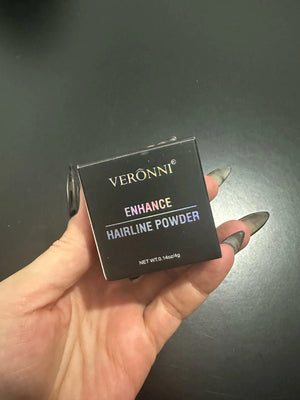 VERONNI®
ENHANCE
HAIRLINE POWDER
NET WT.0.14oz/4g